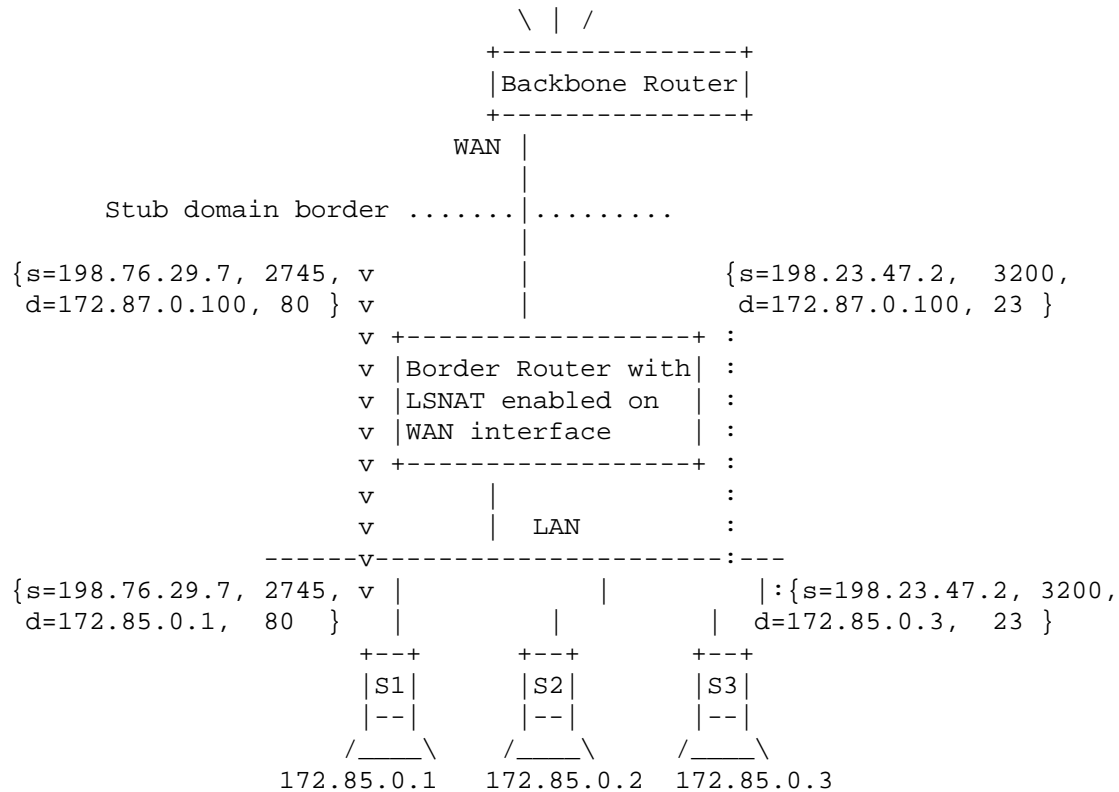 \ | /
+---------------+
|Backbone Router|
+---------------+
WAN |
|
Stub domain border .......|.........
|
{s=198.76.29.7, 2745, v | {s=198.23.47.2, 3200,
d=172.87.0.100, 80 } v | d=172.87.0.100, 23 }
v +------------------+ :
v |Border Router with| :
v |LSNAT enabled on | :
v |WAN interface | :
v +------------------+ :
v | :
v | LAN :
------v----------------------:---
{s=198.76.29.7, 2745, v | | |:{s=198.23.47.2, 3200,
d=172.85.0.1, 80 } | | | d=172.85.0.3, 23 }
+--+ +--+ +--+
|S1| |S2| |S3|
|--| |--| |--|
/____\ /____\ /____\
172.85.0.1 172.85.0.2 172.85.0.3